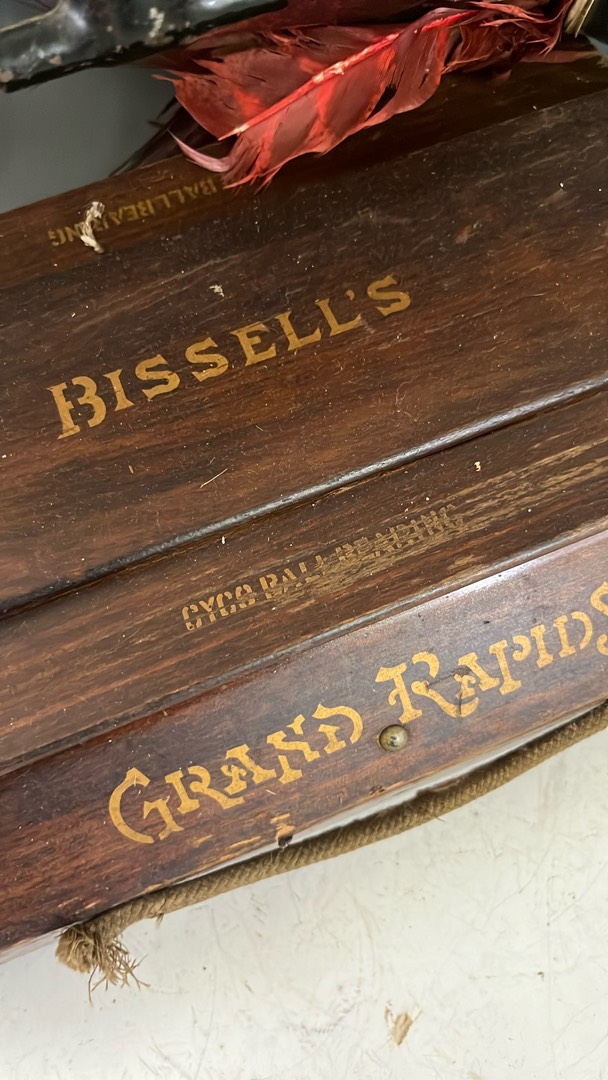 BALL BEARING
BISSELL'S
CYCO BALL BEARING
GRAND RAPIDS